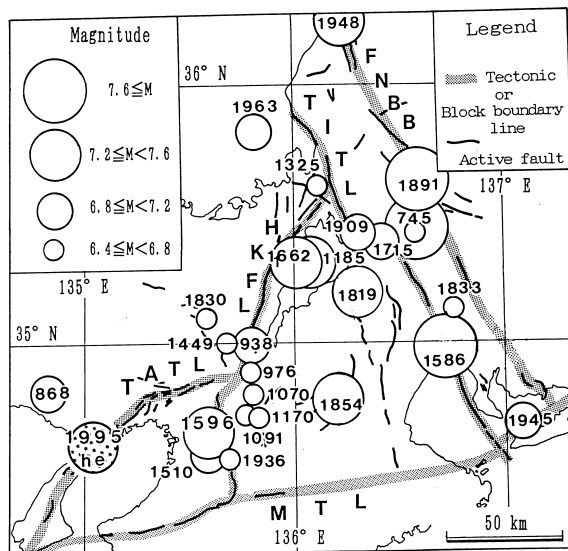 Magnitude
7.6≦M
7.2≦M<7.6
6.8≦M<7.2
6.4≦M<6.8
Legend
Tectonic
or
Block boundary
line
Active fault
1948
36° N
F
N
B-
B
T
I
T
L
1963
1325
1891
137° E
H
K
F
L
1909
745
1662
1185
1715
135° E
1819
1833
1830
35° N
1449
938
1586
T-A-T-L
976
868
1070
1854
1170
1995
he
1596
1091
1945
1510
1936
M T L
136° E
50 km